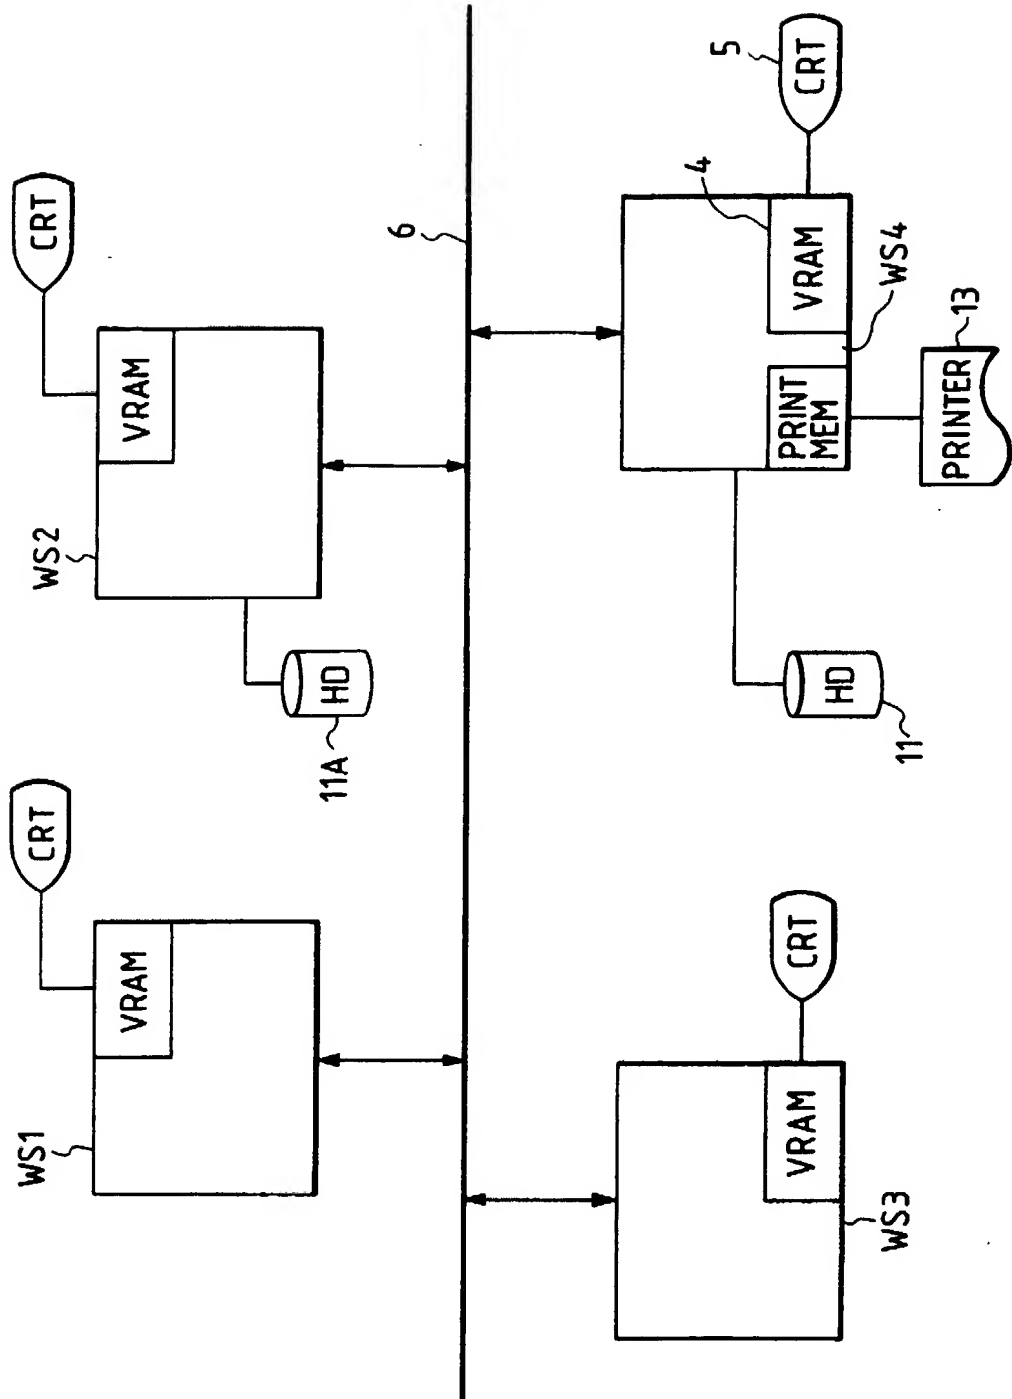 CRT
CRT
WS1
VRAM
WS2
VRAM
11A
HD
6
WS3
VRAM
CRT
HD
11
PRINT
MEM
4
VRAM
WS4
CRT
5
PRINTER
13